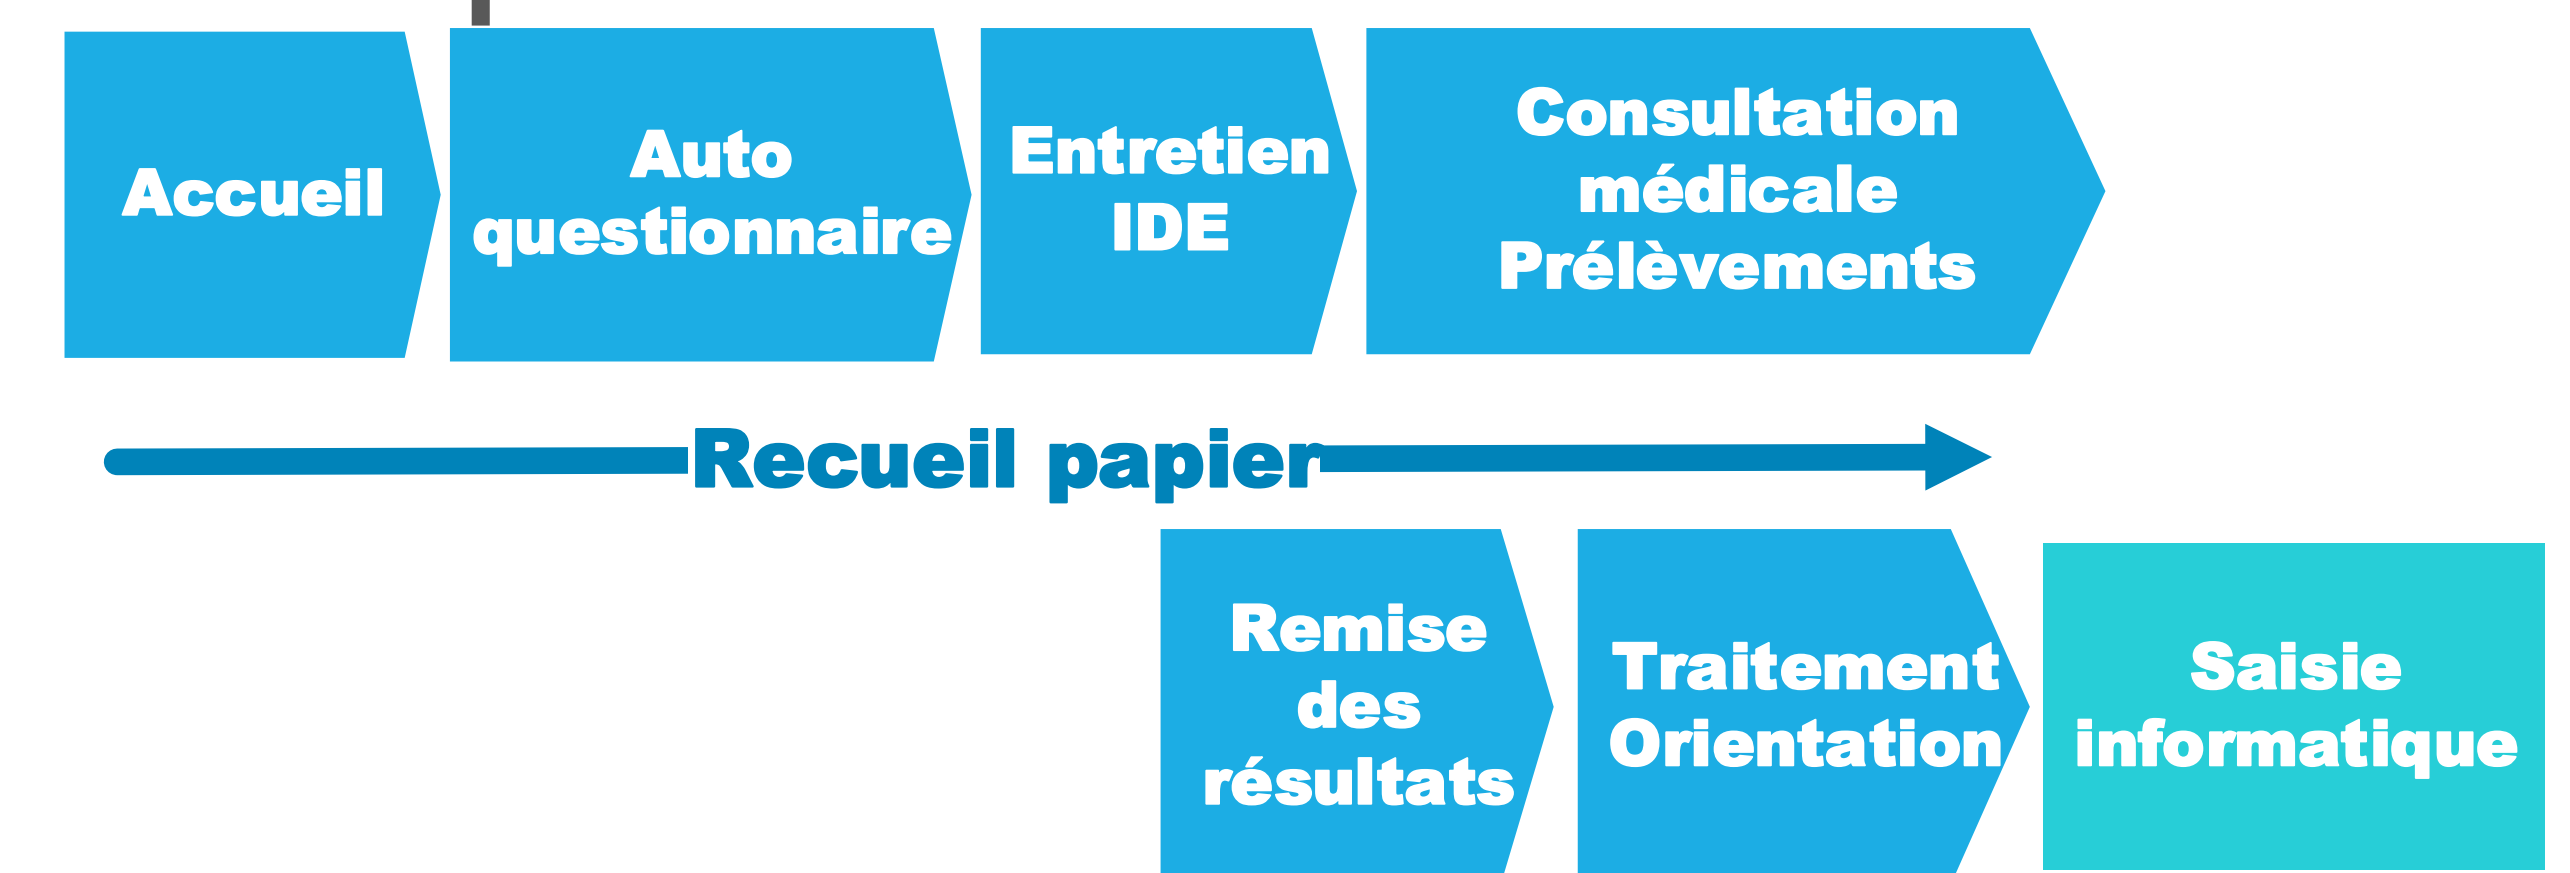 Accueil
Auto
questionnaire
Entretien
IDE
Consultation
médicale
Prélèvements
Recueil papier
Remise
des
résultats
Traitement
Orientation
Saisie
informatique